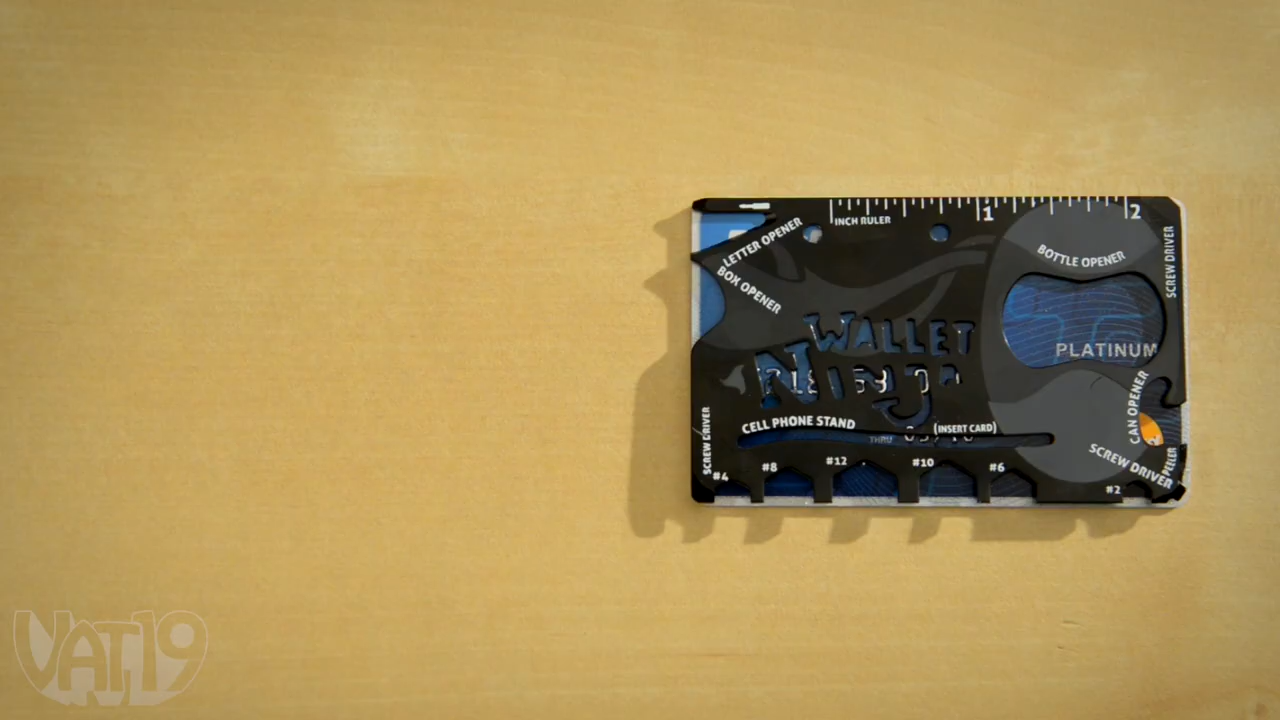 INCH RULER
1
2
LETTER OPENER
BOX OPENER
BOTTLE OPENER
SCREW DRIVER
WALLET
NINJA
PLATINUM
CAN OPENER
CELL PHONE STAND
(INSERT CARD)
THRU
SCREW DRIVER
SCREW DRIVER
PEELER
#4
#8
#12
#10
#6
#2
VAT19